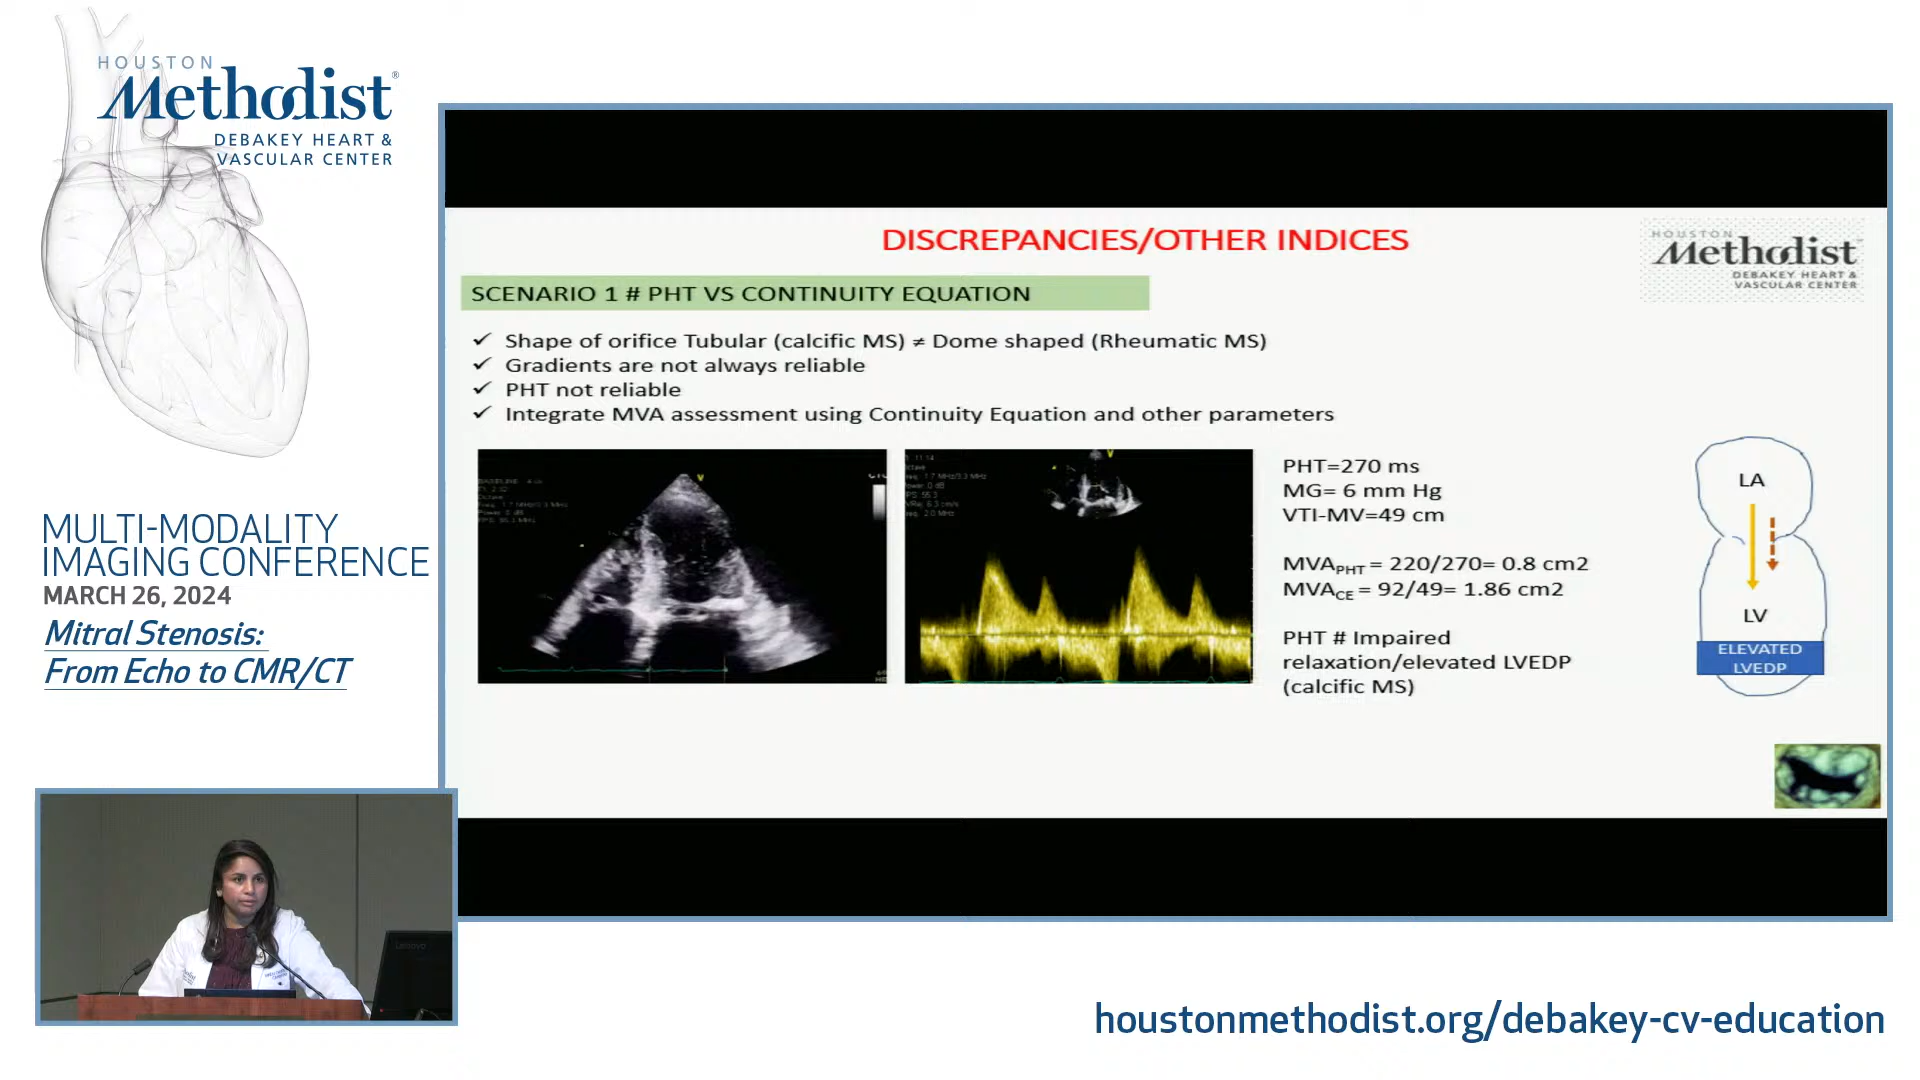 HOUSTON
Methodist®
DEBAKEY HEART &
VASCULAR CENTER
MULTI-MODALITY
IMAGING CONFERENCE
MARCH 26, 2024
Mitral Stenosis:
From Echo to CMR/CT
DISCREPANCIES/OTHER INDICES
HOUSTON
Methodist
DEBAKEY HEART &
VASCULAR CENTER
SCENARIO 1 # PHT VS CONTINUITY EQUATION
✓ Shape of orifice Tubular (calcific MS) ≠ Dome shaped (Rheumatic MS)
✓ Gradients are not always reliable
✓ PHT not reliable
✓ Integrate MVA assessment using Continuity Equation and other parameters
V
V
PHT=270 ms
MG= 6 mm Hg
VTI-MV=49 cm
MVAPHT = 220/270= 0.8 cm2
MVACE = 92/49= 1.86 cm2
PHT # Impaired
relaxation/elevated LVEDP
(calcific MS)
LA
LV
ELEVATED
LVEDP
Lenovo
houstonmethodist.org/debakey-cv-education